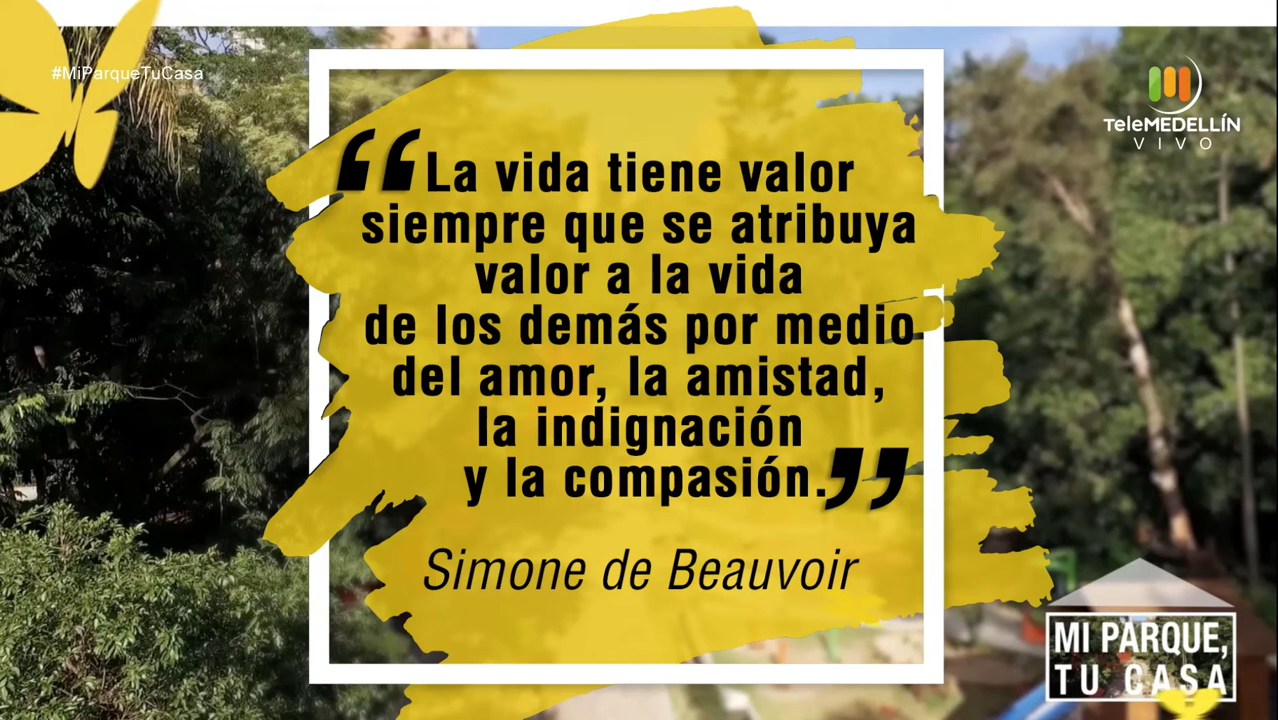 #MiParqueTuCasa
TeleMEDELLÍN
VIVO
“La vida tiene valor
siempre que se atribuya
valor a la vida
de los demás por medio
del amor, la amistad,
la indignación
y la compasión.”
Simone de Beauvoir
MI PARQUE,
TU CASA